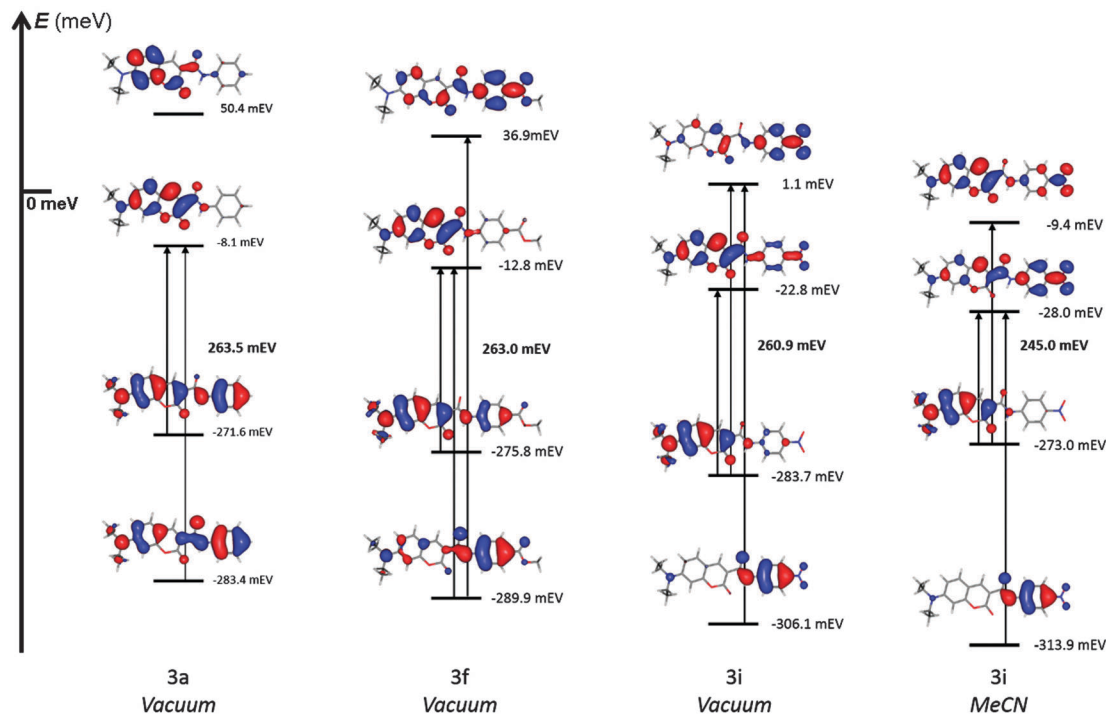 E (meV)
50.4 mEV
36.9mEV
1.1 mEV
0 meV
-8.1 mEV
-9.4 mEV
-12.8 mEV
-22.8 mEV
-28.0 mEV
263.5 mEV
263.0 mEV
260.9 mEV
245.0 mEV
-271.6 mEV
-275.8 mEV
-283.7 mEV
-273.0 mEV
-283.4 mEV
-289.9 mEV
-306.1 mEV
-313.9 mEV
3a
3f
3i
3i
Vacuum
Vacuum
Vacuum
MeCN